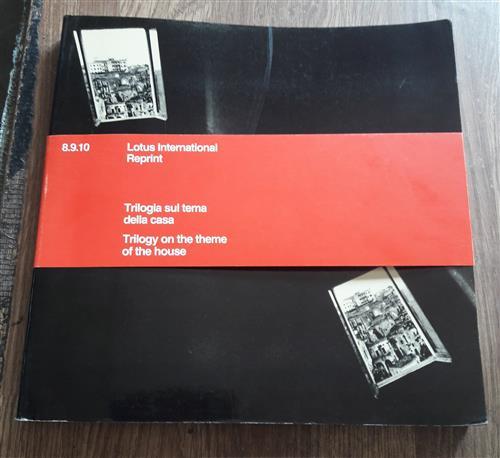 8.9.10 Lotus International
Reprint
Trilogia sul tema
della casa
Trilogy on the theme
of the house